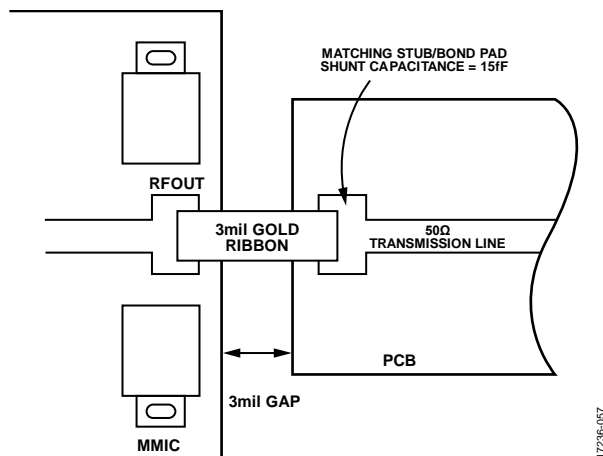 MATCHING STUB/BOND PAD
SHUNT CAPACITANCE = 15fF
RFOUT
3mil GOLD
RIBBON
50Ω
TRANSMISSION LINE
PCB
3mil GAP
MMIC
17236-057